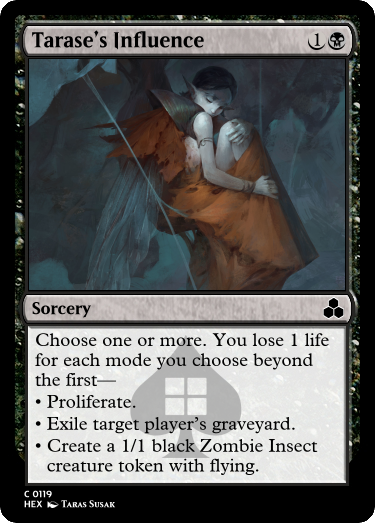 Tarase's Influence 1
Sorcery
Choose one or more. You lose 1 life
for each mode you choose beyond
the first—
• Proliferate.
• Exile target player's graveyard.
• Create a 1/1 black Zombie Insect
creature token with flying.
C 0119
HEX Taras Susak